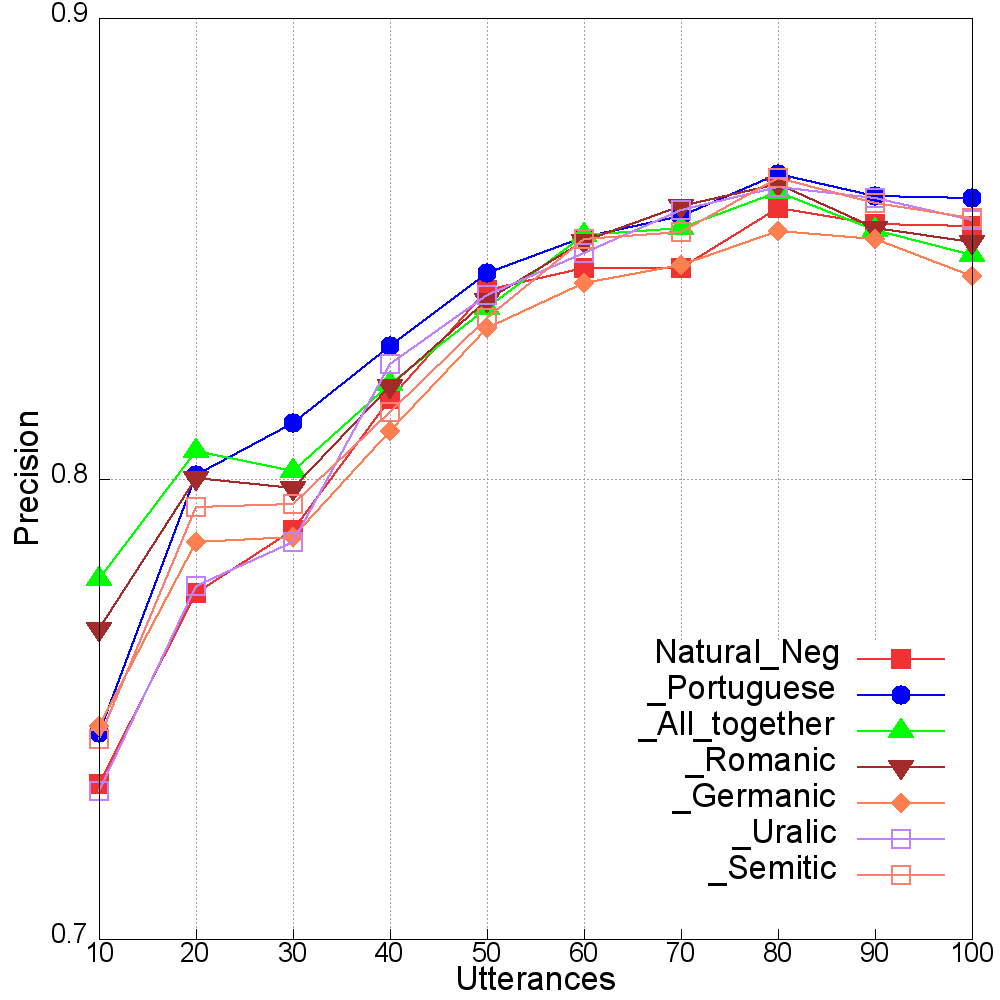 0.9
0.8
0.7
Precision
10 20 30 40 50 60 70 80 90 100
Utterances
Natural_Neg
_Portuguese
_All_together
_Romanic
_Germanic
_Uralic
_Semitic